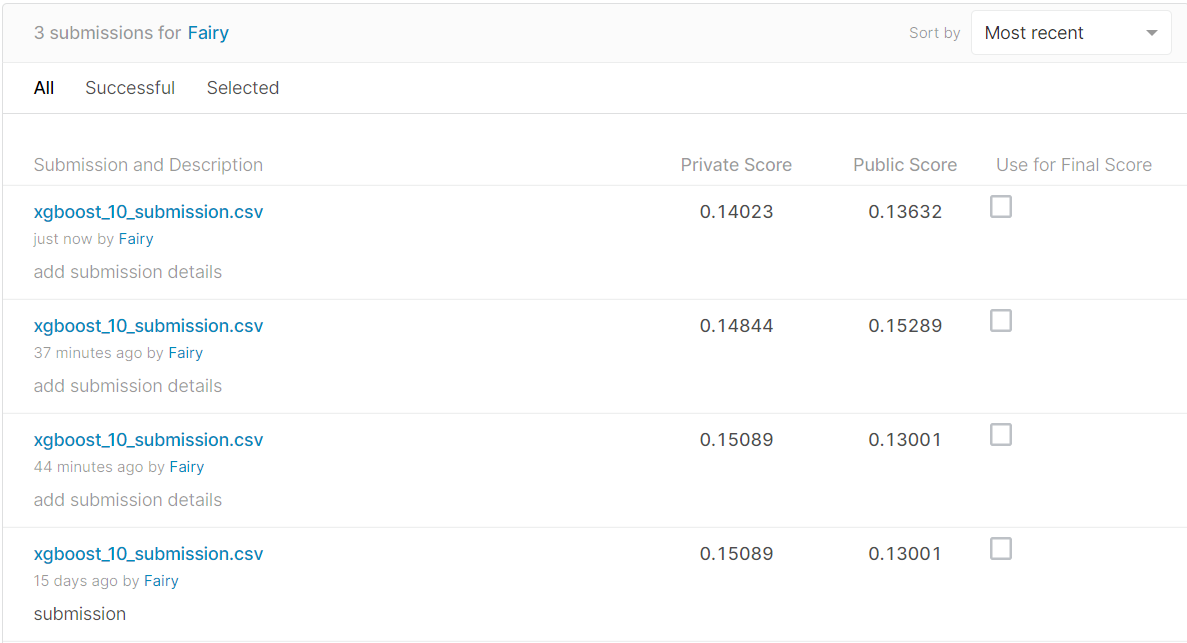 3 submissions for Fairy Sort by Most recent
All Successful Selected
Submission and Description Private Score Public Score Use for Final Score
xgboost_10_submission.csv 0.14023 0.13632
just now by Fairy
add submission details
xgboost_10_submission.csv 0.14844 0.15289
37 minutes ago by Fairy
add submission details
xgboost_10_submission.csv 0.15089 0.13001
44 minutes ago by Fairy
add submission details
xgboost_10_submission.csv 0.15089 0.13001
15 days ago by Fairy
submission